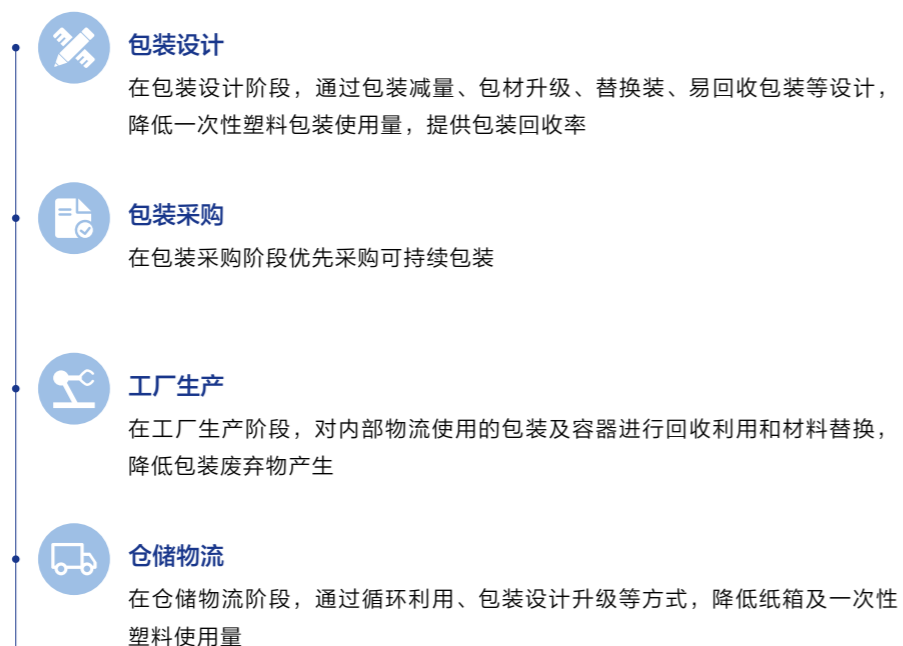 包装设计
在包装设计阶段，通过包装减量、包材升级、替换装、易回收包装等设计，
降低一次性塑料包装使用量，提供包装回收率
包装采购
在包装采购阶段优先采购可持续包装
工厂生产
在工厂生产阶段，对内部物流使用的包装及容器进行回收利用和材料替换，
降低包装废弃物产生
仓储物流
在仓储物流阶段，通过循环利用、包装设计升级等方式，降低纸箱及一次性
塑料使用量